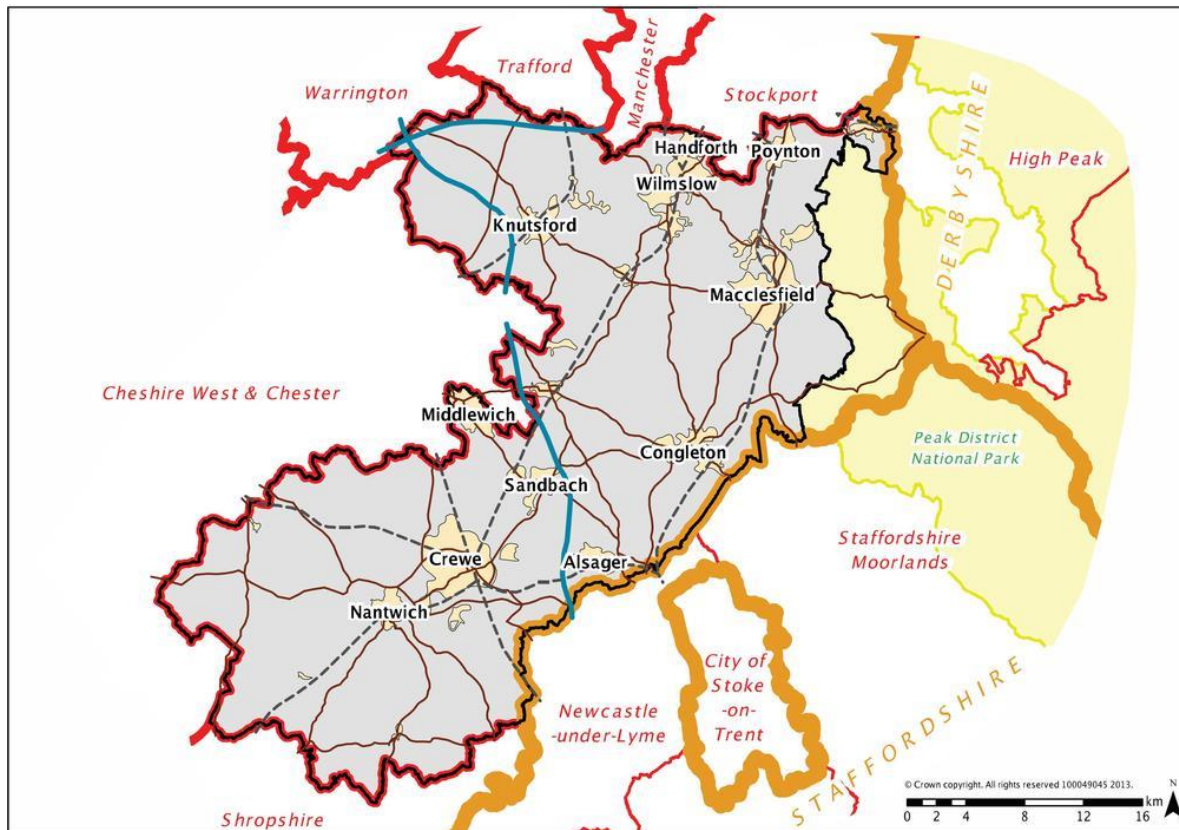 Trafford
Manchester
Warrington
Stockport
DERBYSHIRE
High Peak
Handforth
Poynton
Wilmslow
Knutsford
Macclesfield
Cheshire West & Chester
Middlewich
Peak District
National Park
Congleton
Sandbach
Staffordshire
Moorlands
Crewe
Alsager
Nantwich
City of
Stoke
-on-
Trent
Newcastle
-under-Lyme
STAFFORDSHIRE
Shropshire
© Crown copyright. All rights reserved 100049045 2013.
N
km
0 2 4 8 12 16